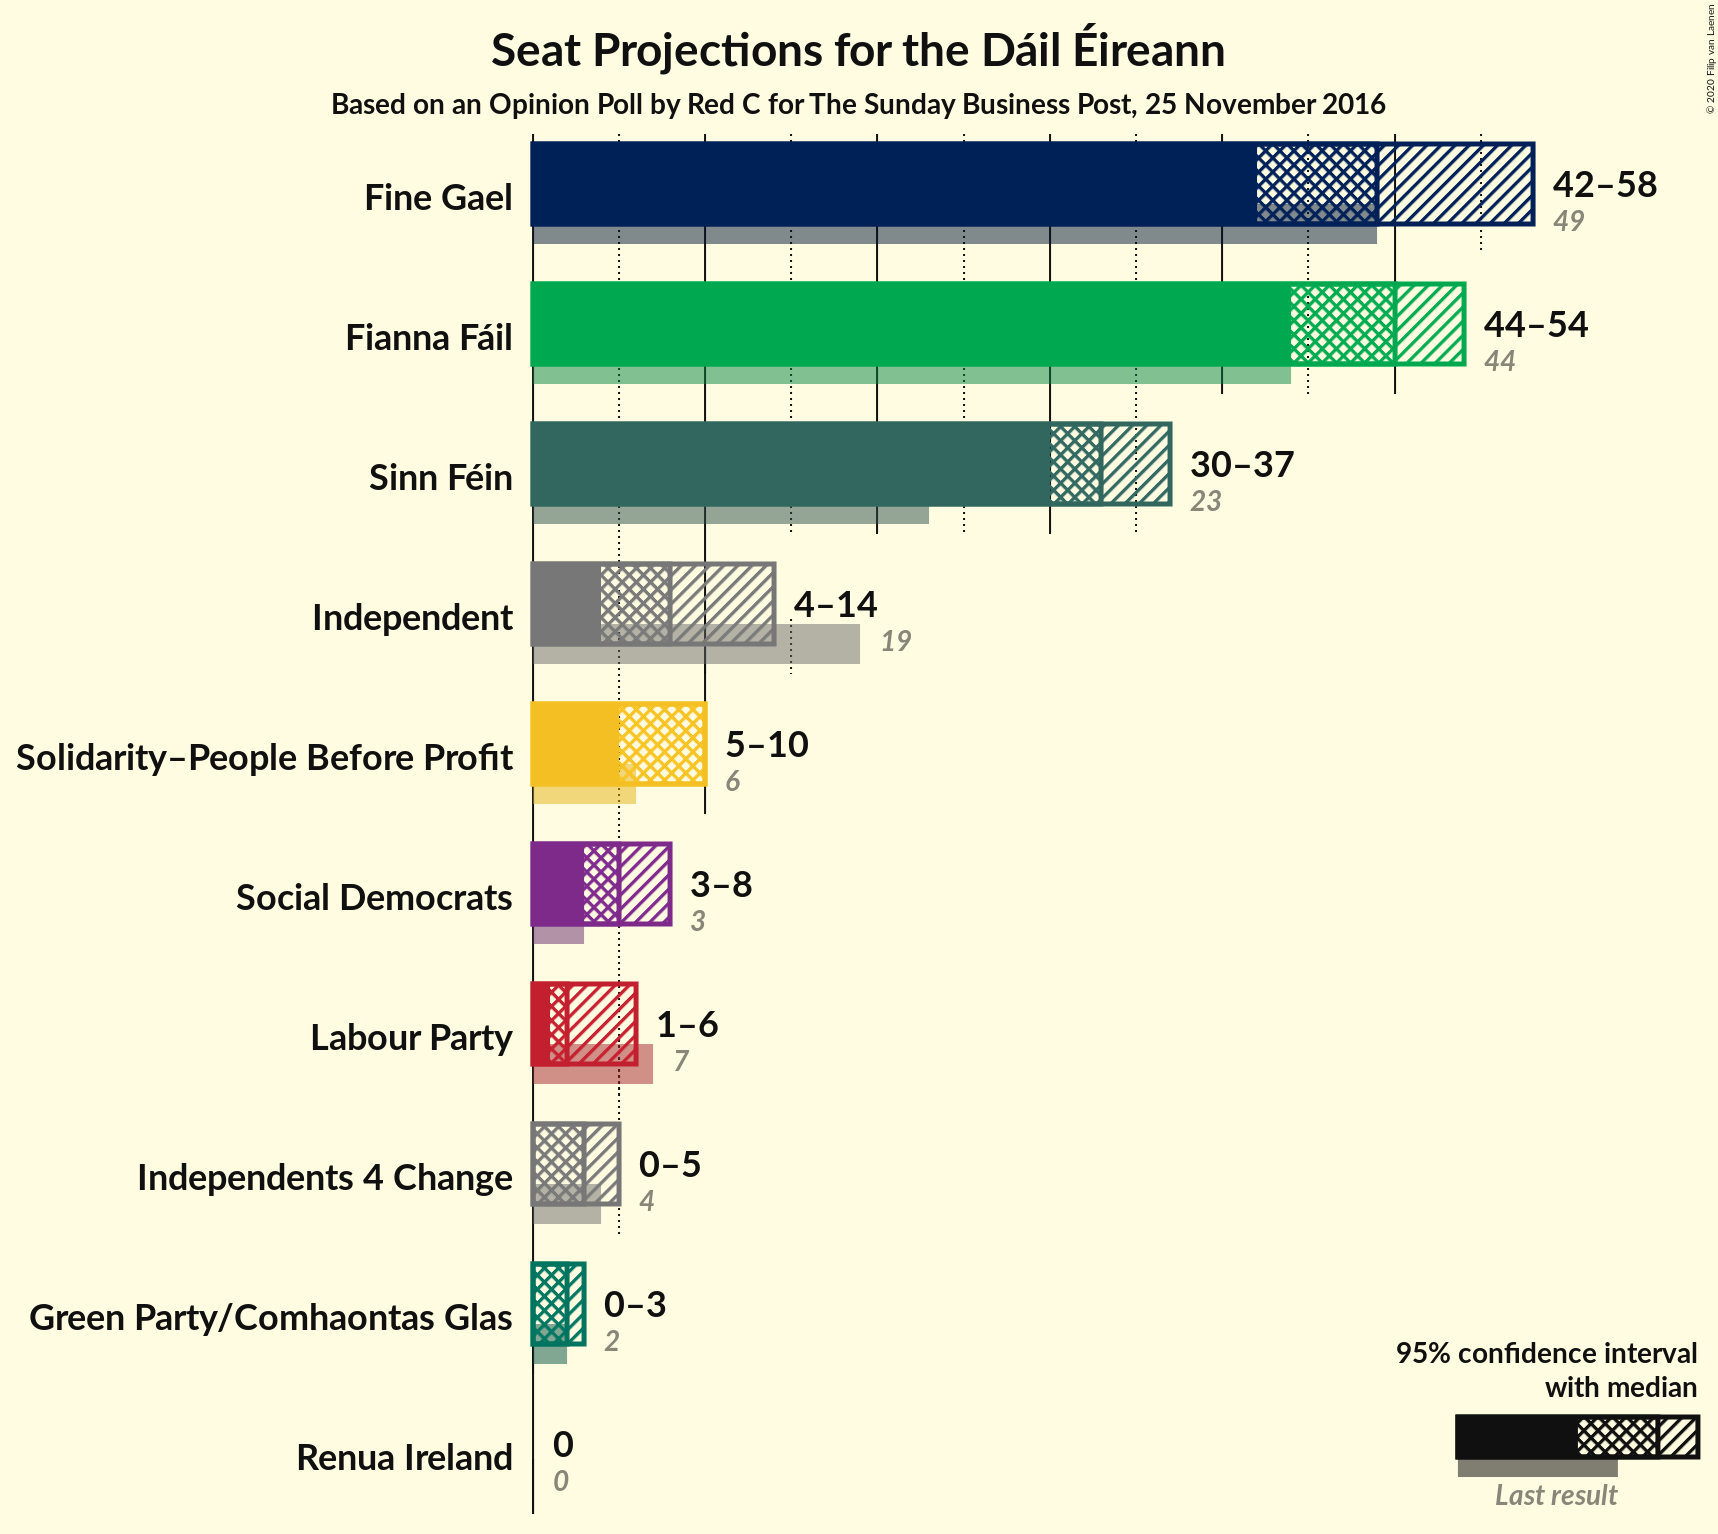 Seat Projections for the Dáil Éireann
Based on an Opinion Poll by Red C for The Sunday Business Post, 25 November 2016
© 2020 Filip van Laenen
Fine Gael
42–58
49
Fianna Fáil
44–54
44
Sinn Féin
30–37
23
Independent
4–14
19
Solidarity–People Before Profit
5–10
6
Social Democrats
3–8
3
Labour Party
1–6
7
Independents 4 Change
0–5
4
Green Party/Comhaontas Glas
0–3
2
Renua Ireland
0
0
95% confidence interval
with median
Last result